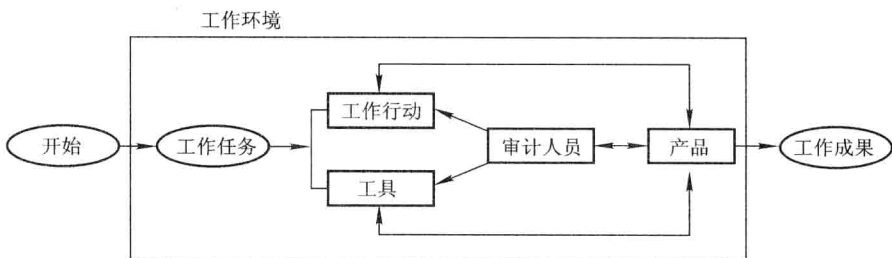 工作环境
开始
工作任务
工作行动
工具
审计人员
产品
工作成果